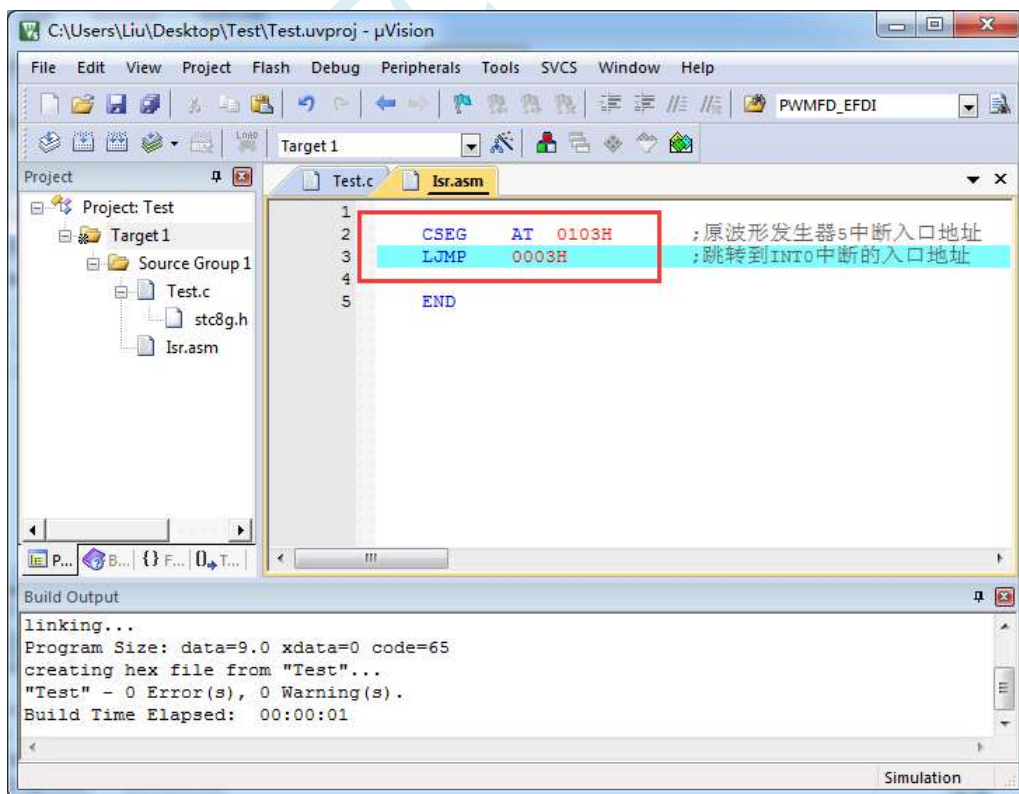 C:\Users\Liu\Desktop\Test\Test.uvproj - µVision
File Edit View Project Flash Debug Peripherals Tools SVCS Window Help
PWMFD_EFDI
LOAD Target 1
Project
Test.c Isr.asm
Project: Test
Target 1
Source Group 1
Test.c
stc8g.h
Isr.asm
1
2 CSEG AT 0103H ;原波形发生器5中断入口地址
3 LJMP 0003H ;跳转到INT0中断的入口地址
4
5 END
P... B... {} F... 0 T...
Build Output
linking...
Program Size: data=9.0 xdata=0 code=65
creating hex file from "Test"...
"Test" - 0 Error(s), 0 Warning(s).
Build Time Elapsed: 00:00:01
Simulation